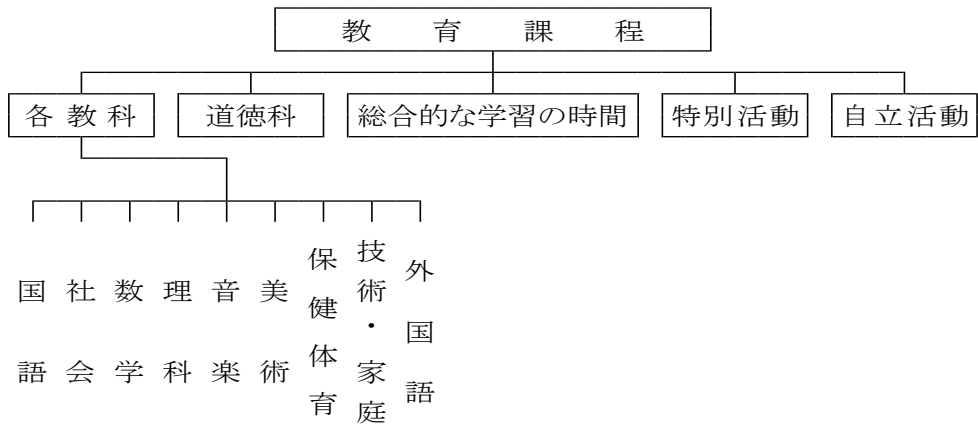 教育課程
各教科
道徳科
総合的な学習の時間
特別活動
自立活動
国語
社会
数学
理科
音楽
美術
保健体育
技術・家庭
外国語